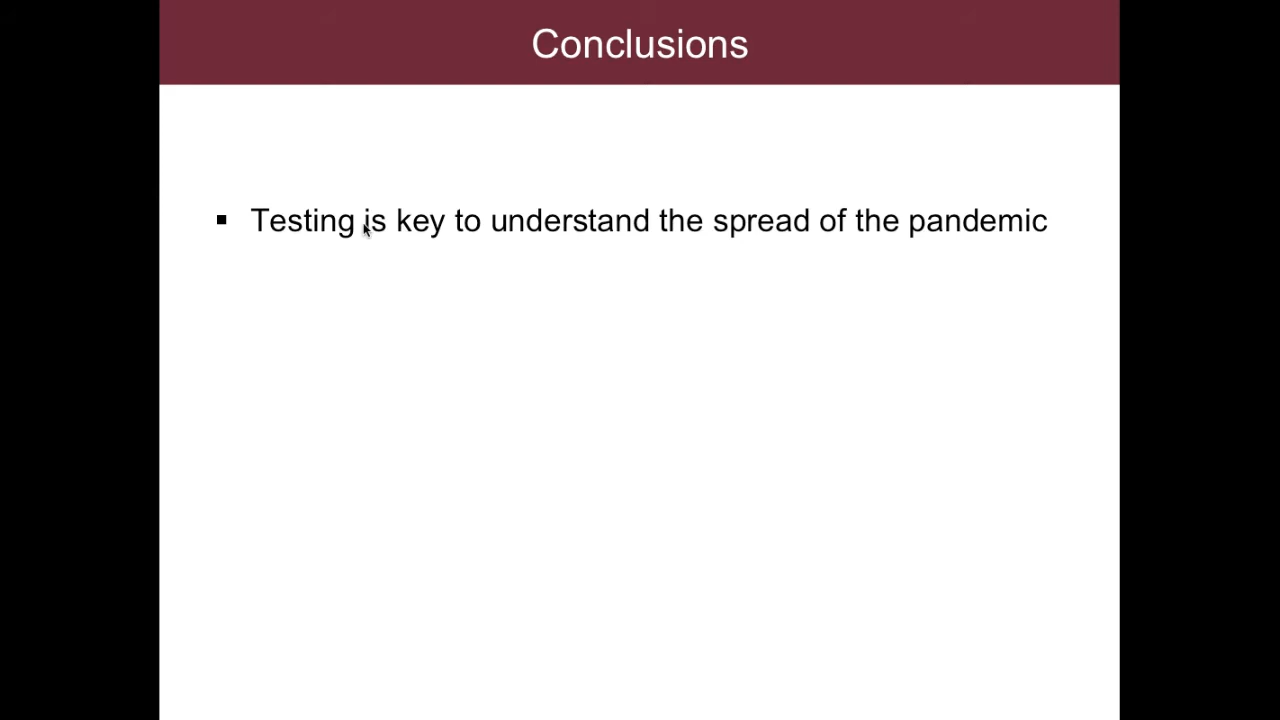 Conclusions
▪ Testing is key to understand the spread of the pandemic